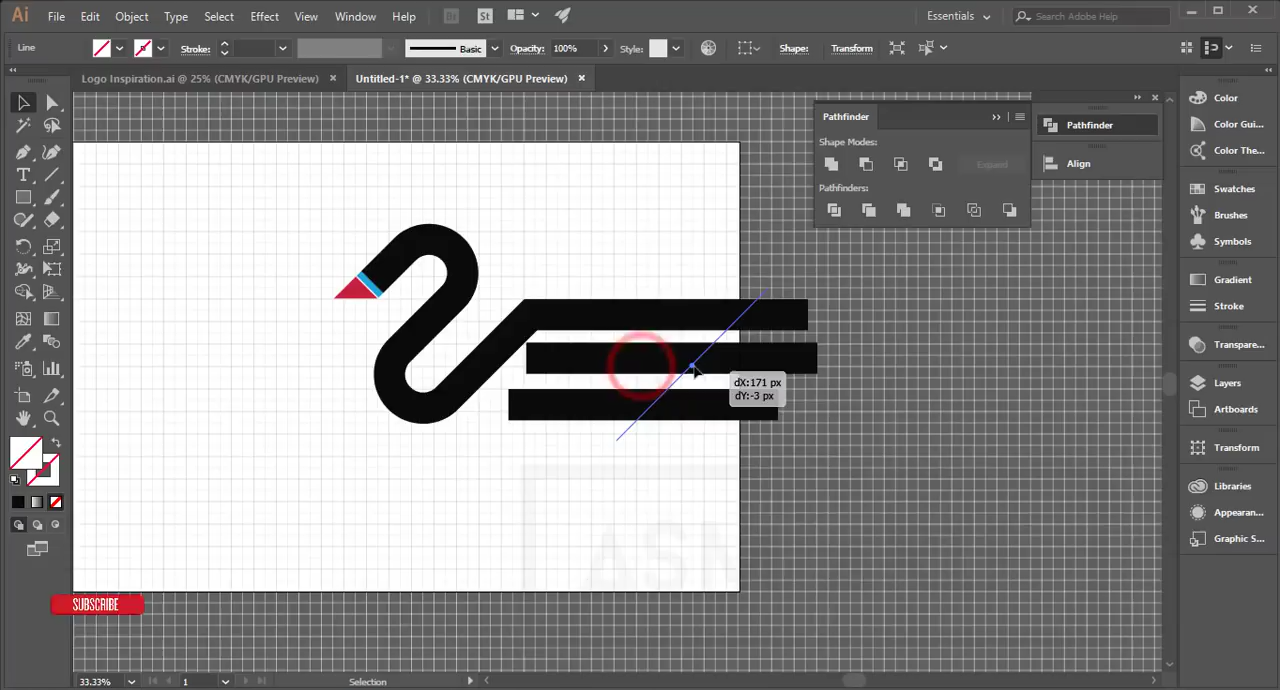 Ai File Edit Object Type Select Effect View Window Help Br St Essentials Search Adobe Help
Line Stroke: Basic Opacity: 100% Style: Shape: Transform
Logo Inspiration.ai @ 25% (CMYK/GPU Preview) × Untitled-1* @ 33.33% (CMYK/GPU Preview) ×
Pathfinder
Shape Modes:
Expand
Pathfinders:
Pathfinder
Align
Color
Color Gui...
Color The...
Swatches
Brushes
Symbols
Gradient
Stroke
Transpare...
Layers
Artboards
Transform
Libraries
Appearan...
Graphic S...
dX:171 px
dY:-3 px
SUBSCRIBE
33.33% 1 Selection